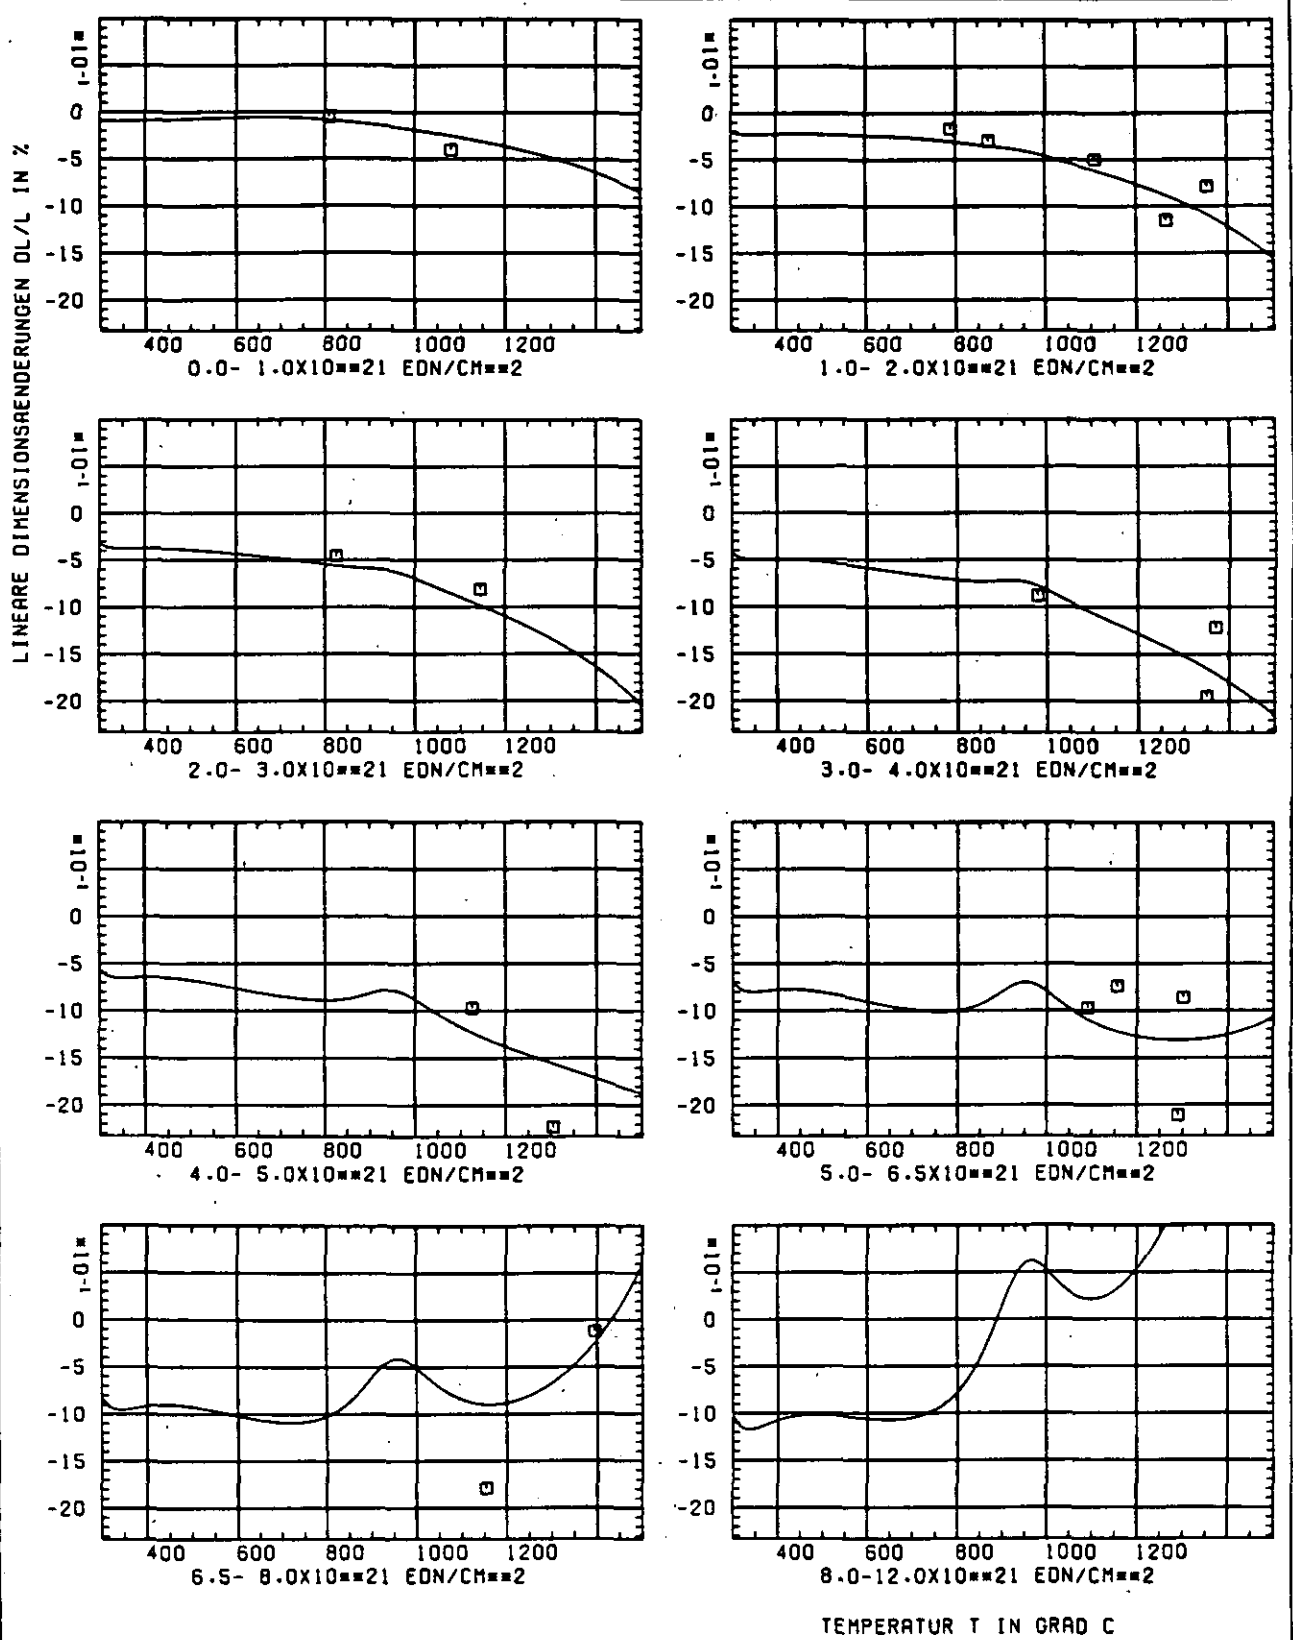 LINEARE DIMENSIONSAENDERUNGEN DL/L IN %
*10-1 *10-1
0 0
-5 -5
-10 -10
-15 -15
-20 -20
400 600 800 1000 1200 400 600 800 1000 1200
0.0- 1.0X10**21 EDN/CM**2 1.0- 2.0X10**21 EDN/CM**2
*10-1 *10-1
0 0
-5 -5
-10 -10
-15 -15
-20 -20
400 600 800 1000 1200 400 600 800 1000 1200
2.0- 3.0X10**21 EDN/CM**2 3.0- 4.0X10**21 EDN/CM**2
*10-1 *10-1
0 0
-5 -5
-10 -10
-15 -15
-20 -20
400 600 800 1000 1200 400 600 800 1000 1200
4.0- 5.0X10**21 EDN/CM**2 5.0- 6.5X10**21 EDN/CM**2
*10-1 *10-1
0 0
-5 -5
-10 -10
-15 -15
-20 -20
400 600 800 1000 1200 400 600 800 1000 1200
6.5- 8.0X10**21 EDN/CM**2 8.0-12.0X10**21 EDN/CM**2
TEMPERATUR T IN GRAD C